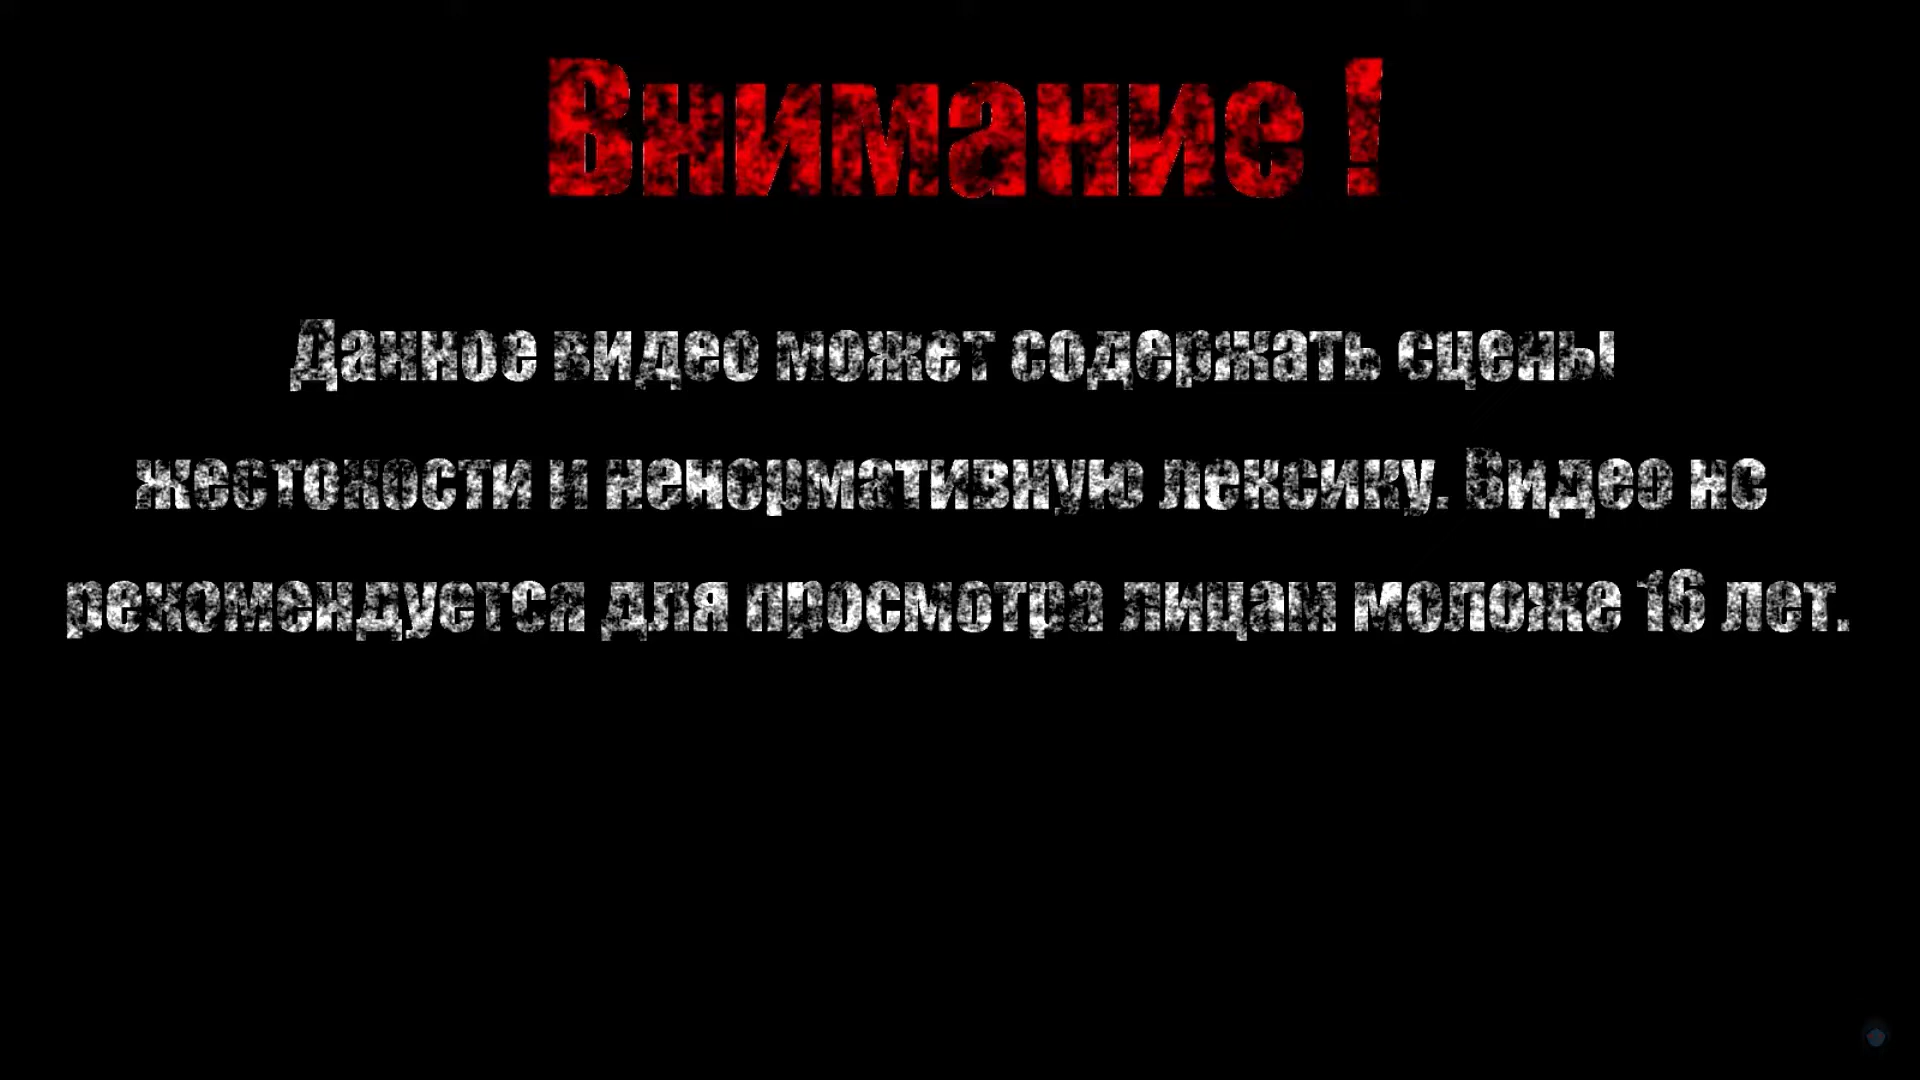 Внимание !
Данное видео может содержать сцены
жестокости и ненормативную лексику. Видео не
рекомендуется для просмотра лицам моложе 16 лет.